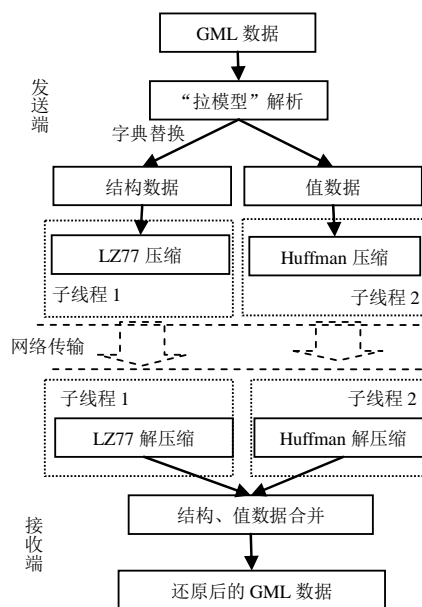 GML 数据
发送端
“拉模型”解析
字典替换
结构数据
值数据
LZ77 压缩
Huffman 压缩
子线程 1
子线程 2
网络传输
子线程 1
子线程 2
LZ77 解压缩
Huffman 解压缩
接收端
结构、值数据合并
还原后的 GML 数据